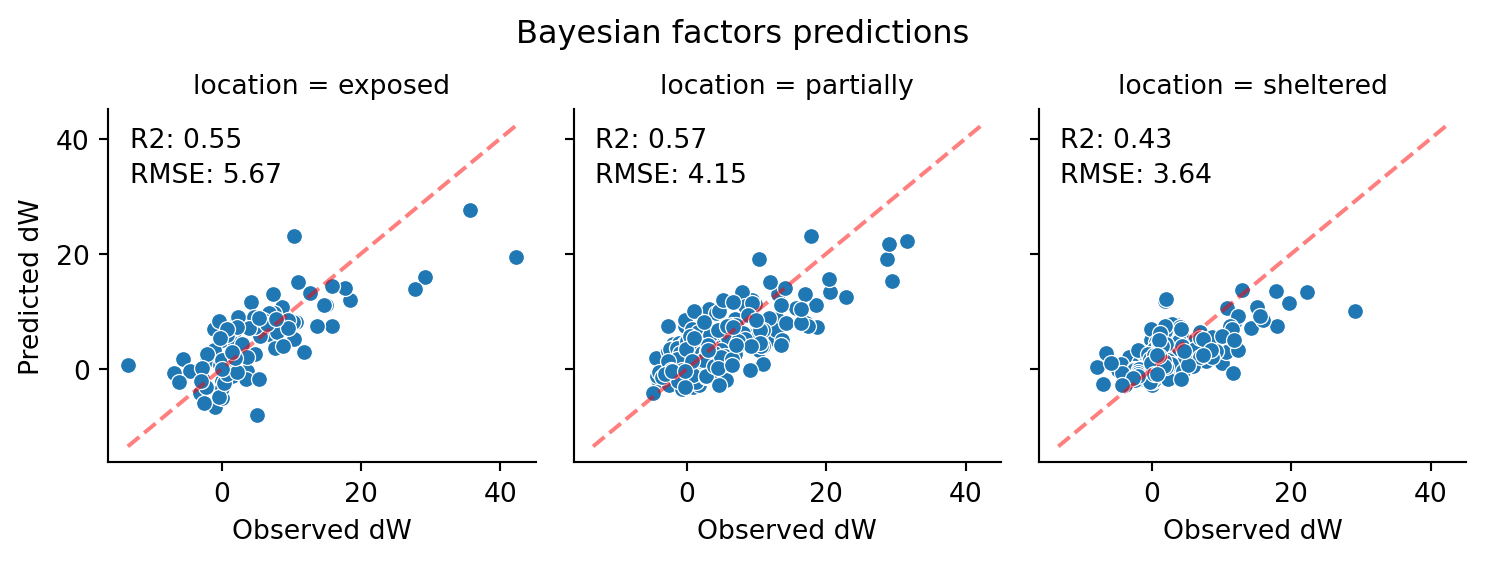 Bayesian factors predictions
location = exposed
location = partially
location = sheltered
R2: 0.55
RMSE: 5.67
R2: 0.57
RMSE: 4.15
R2: 0.43
RMSE: 3.64
Predicted dW
40
20
0
0 20 40
0 20 40
0 20 40
Observed dW
Observed dW
Observed dW